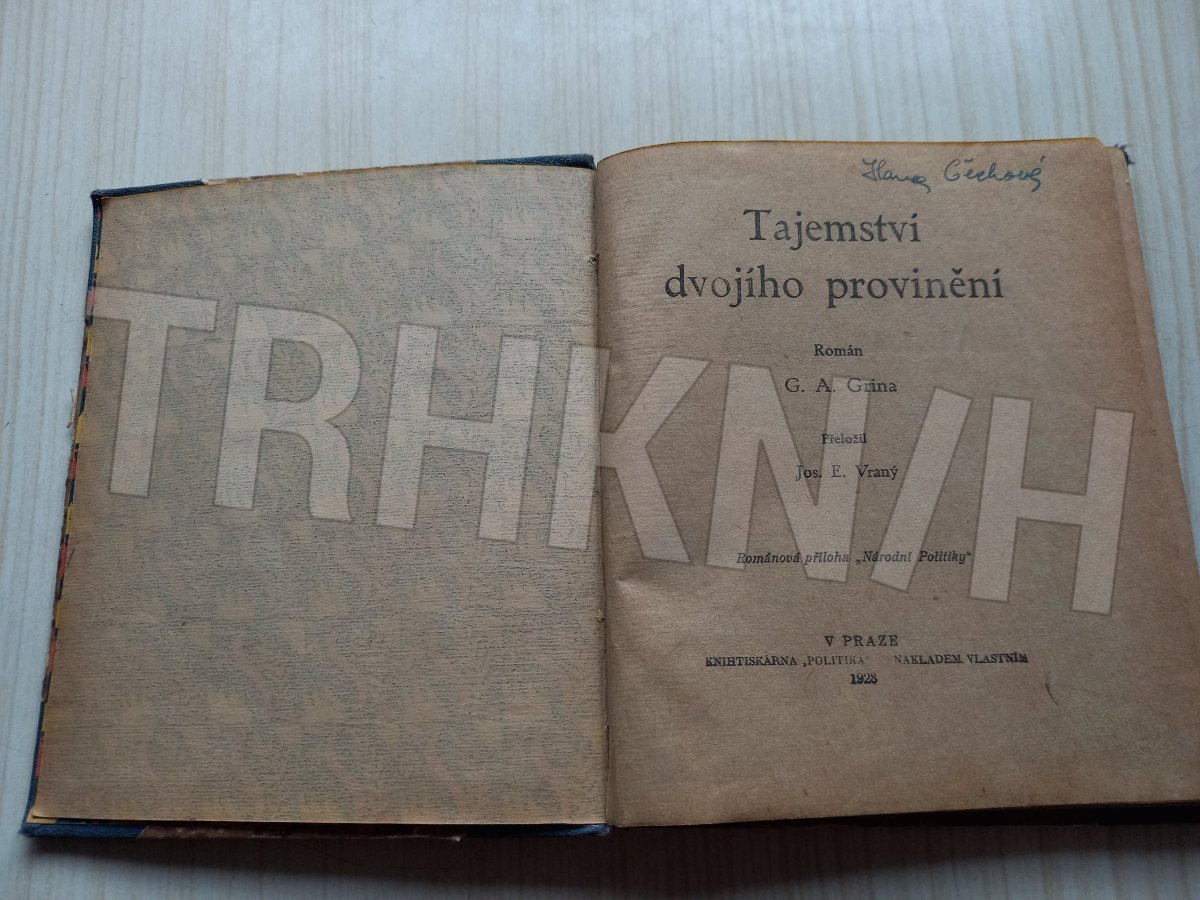 Hana Čechová
Tajemství
dvojího provinění
Román
G. A. Grina
Přeložil
Jos. E. Vraný
Románová příloha „Národní Politiky“
V PRAZE
KNIHTISKÁRNA „POLITIKA“ NÁKLADEM VLASTNÍM
1928
TRHKNIH